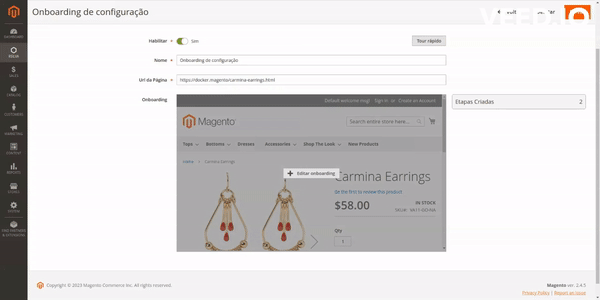 Onboarding de configuração
VEED.IO
DASHBOARD
SALES
CATALOG
CUSTOMERS
MARKETING
CONTENT
REPORTS
STORES
SYSTEM
FIND PARTNERS
& EXTENSIONS
Habilitar
Sim
Tour rápido
Nome
Onboarding de configuração
Url da Página
https://docker.magento/carmina-earrings.html
Onboarding
Default welcome msg! Sign In or Create an Account
Magento
Search entire store here...
Tops Bottoms Dresses Accessories Shop The Look New Products
Home Carmina Earrings
Editar onboarding
Carmina Earrings
Be the first to review this product
$58.00
IN STOCK
SKU#:
Qty
1
Etapas Criadas 2
Copyright © 2023 Magento Commerce Inc. All rights reserved.
Magento ver. 2.4.5
Privacy Policy | Report an Issue